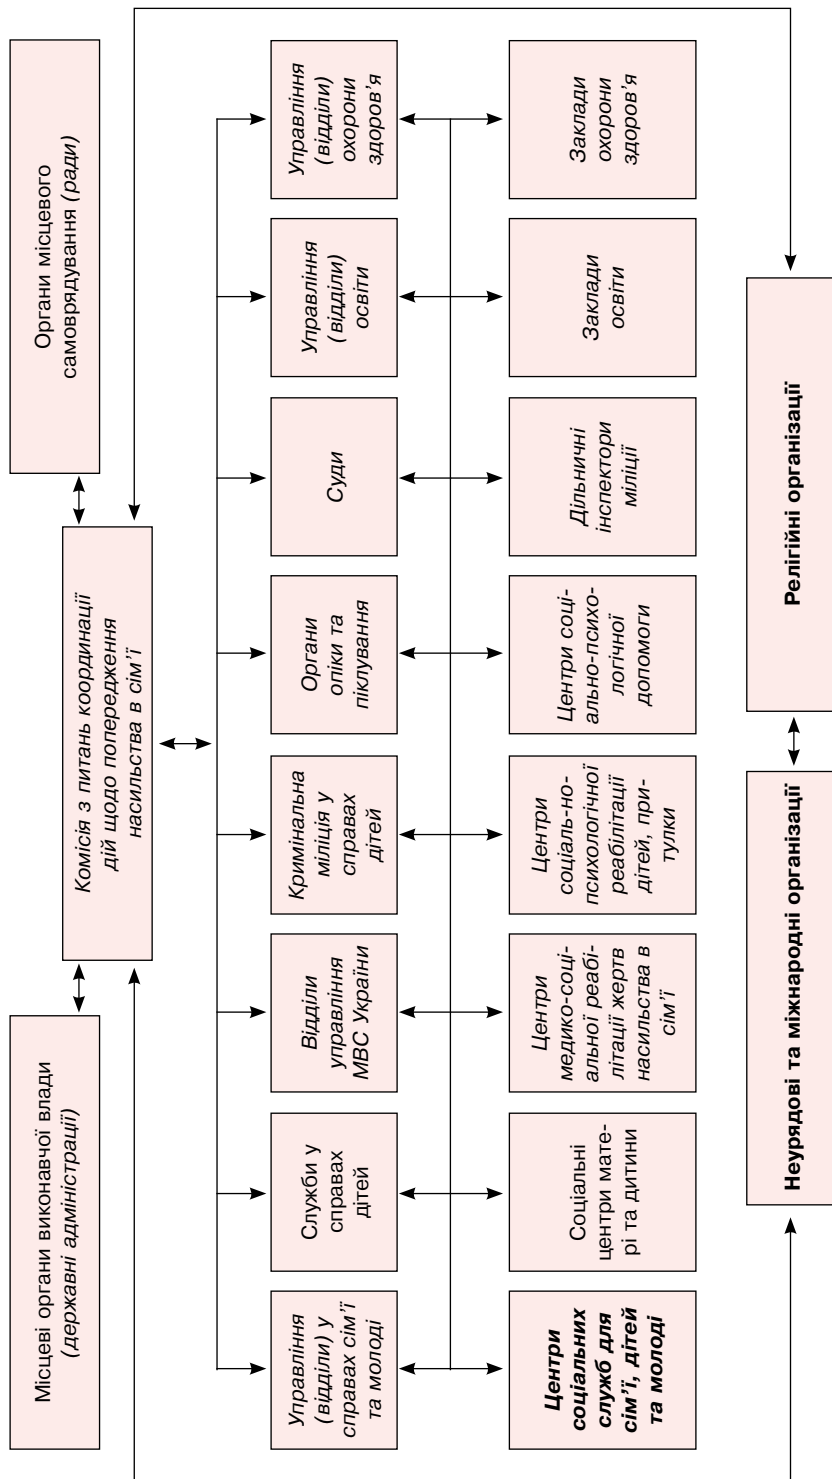 Місцеві органи виконавчої влади
(державні адміністрації)
Органи місцевого
самоврядування (ради)
Комісія з питань координації
дій щодо попередження
насильства в сім’ї
Управління
(відділи) у
справах сім’ї
та молоді
Служби у
справах
дітей
Відділи
управління
МВС України
Кримінальна
міліція у
справах
дітей
Органи
опіки та
піклування
Суди
Управління
(відділи)
освіти
Управління
(відділи)
охорони
здоров’я
Центри
соціальних
служб для
сім’ї, дітей
та молоді
Соціальні
центри мате-
рі та дитини
Центри
медико-соці-
альної реабі-
літації жертв
насильства в
сім’ї
Центри
соціаль-но-
психологічної
реабілітації
дітей, при-
тулки
Центри соці-
ально-психо-
логічної
допомоги
Дільничні
інспектори
міліції
Заклади
освіти
Заклади
охорони
здоров’я
Неурядові та міжнародні організації
Релігійні організації